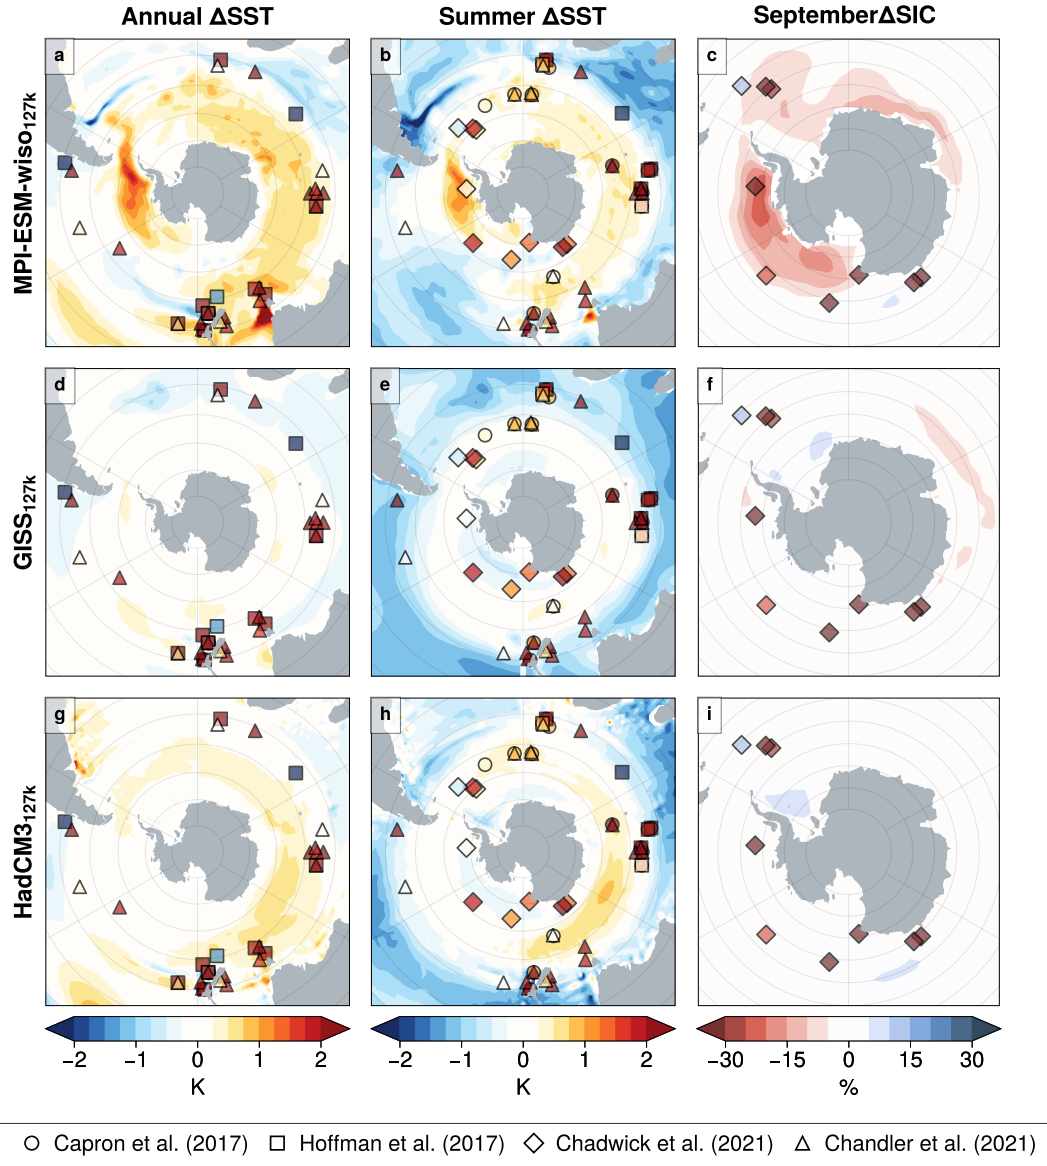 Annual ΔSST
Summer ΔSST
SeptemberΔSIC
MPI-ESM-wiso127k
a
b
c
GISS127k
d
e
f
HadCM3127k
g
h
i
−2 −1 0 1 2
K
−2 −1 0 1 2
K
−30 −15 0 15 30
%
Capron et al. (2017)
Hoffman et al. (2017)
Chadwick et al. (2021)
Chandler et al. (2021)